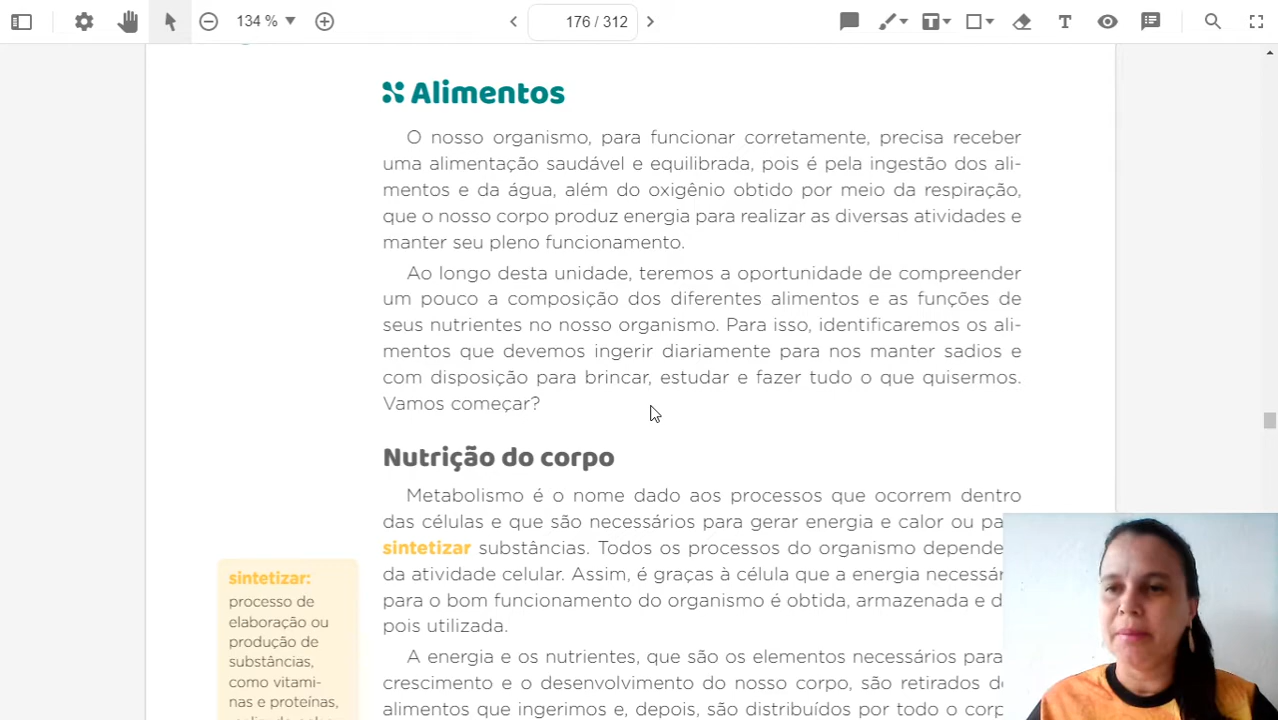 134 %
176 / 312
Alimentos
O nosso organismo, para funcionar corretamente, precisa receber
uma alimentação saudável e equilibrada, pois é pela ingestão dos ali-
mentos e da água, além do oxigênio obtido por meio da respiração,
que o nosso corpo produz energia para realizar as diversas atividades e
manter seu pleno funcionamento.
Ao longo desta unidade, teremos a oportunidade de compreender
um pouco a composição dos diferentes alimentos e as funções de
seus nutrientes no nosso organismo. Para isso, identificaremos os ali-
mentos que devemos ingerir diariamente para nos manter sadios e
com disposição para brincar, estudar e fazer tudo o que quisermos.
Vamos começar?
Nutrição do corpo
Metabolismo é o nome dado aos processos que ocorrem dentro
das células e que são necessários para gerar energia e calor ou pa
sintetizar substâncias. Todos os processos do organismo depende
da atividade celular. Assim, é graças à célula que a energia necessár
para o bom funcionamento do organismo é obtida, armazenada e d
pois utilizada.
A energia e os nutrientes, que são os elementos necessários para
crescimento e o desenvolvimento do nosso corpo, são retirados d
alimentos que ingerimos e, depois, são distribuídos por todo o corp
sintetizar:
processo de
elaboração ou
produção de
substâncias,
como vitami-
nas e proteínas,